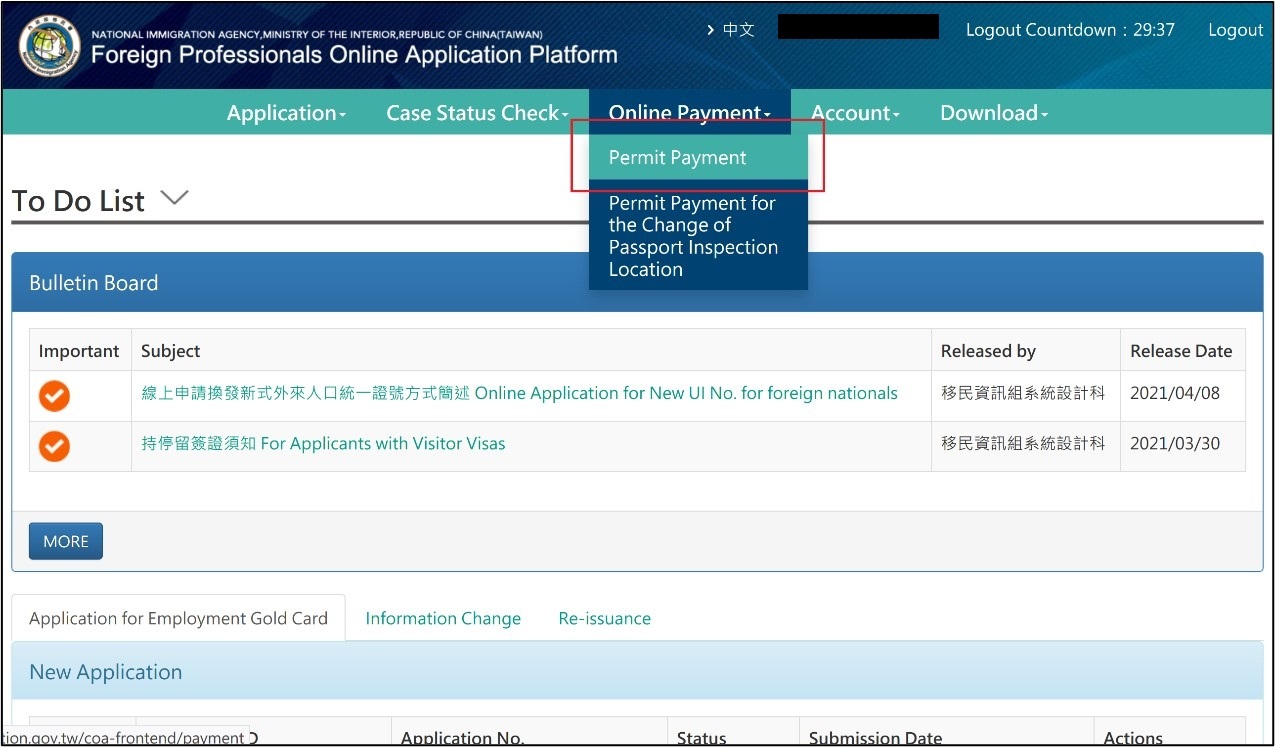 NATIONAL IMMIGRATION AGENCY,MINISTRY OF THE INTERIOR,REPUBLIC OF CHINA(TAIWAN)
Foreign Professionals Online Application Platform
中文
Logout Countdown：29:37
Logout
Application
Case Status Check
Online Payment
Account
Download
Permit Payment
Permit Payment for
the Change of
Passport Inspection
Location
To Do List
Bulletin Board
Important Subject Released by Release Date
線上申請換發新式外來人口統一證號方式簡述 Online Application for New UI No. for foreign nationals 移民資訊組系統設計科 2021/04/08
持停留簽證須知 For Applicants with Visitor Visas 移民資訊組系統設計科 2021/03/30
MORE
Application for Employment Gold Card
Information Change
Re-issuance
New Application
Application No. Status Submission Date Actions
tion.gov.tw/coa-frontend/payment